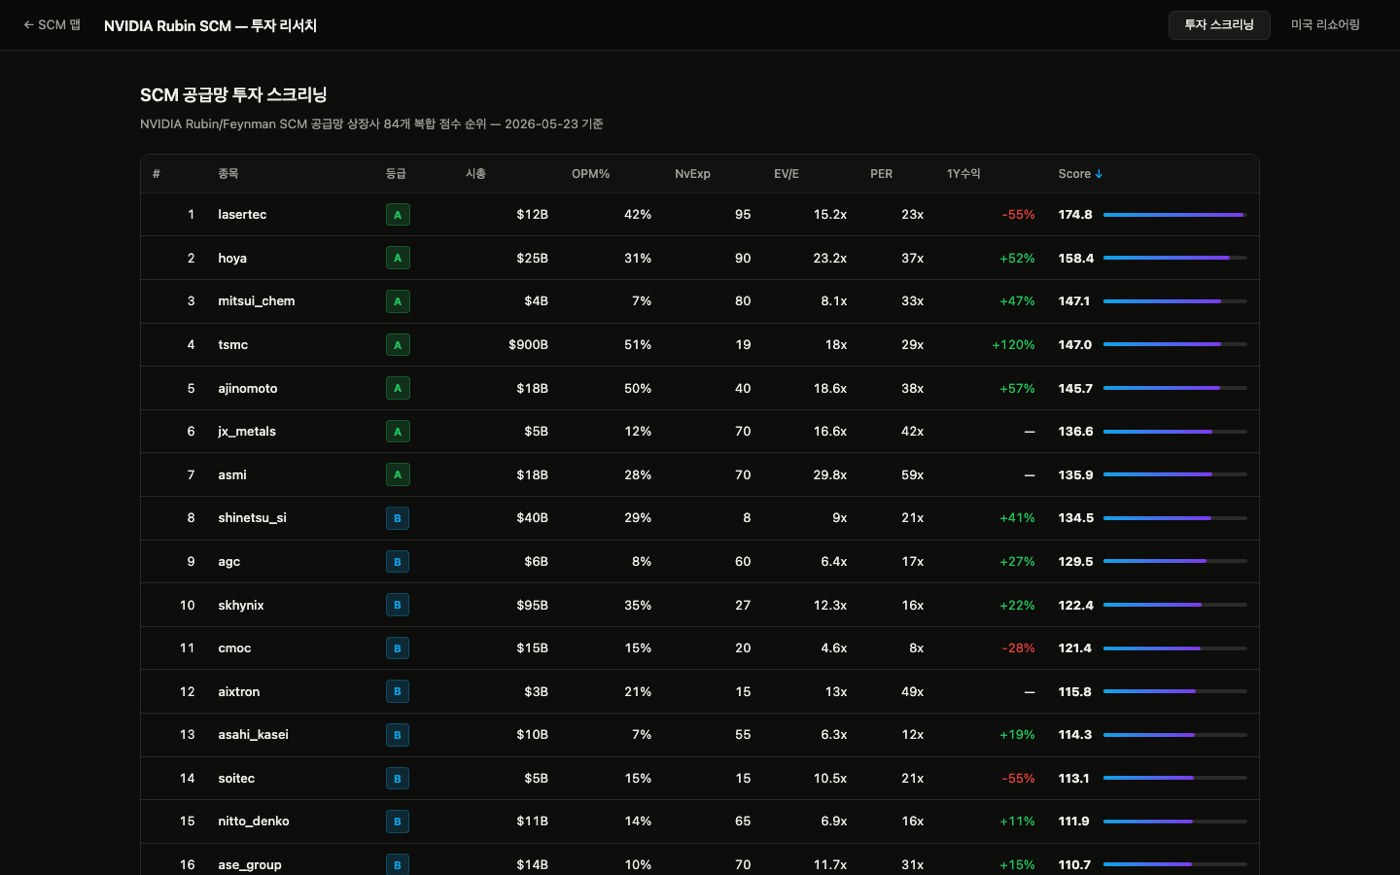 ← SCM 맵 NVIDIA Rubin SCM — 투자 리서치 투자 스크리닝 미국 리쇼어링
SCM 공급망 투자 스크리닝
NVIDIA Rubin/Feynman SCM 공급망 상장사 84개 복합 점수 순위 — 2026-05-23 기준
# 종목 등급 시총 OPM% NvExp EV/E PER 1Y수익 Score ↓
1 lasertec A $12B 42% 95 15.2x 23x -55% 174.8
2 hoya A $25B 31% 90 23.2x 37x +52% 158.4
3 mitsui_chem A $4B 7% 80 8.1x 33x +47% 147.1
4 tsmc A $900B 51% 19 18x 29x +120% 147.0
5 ajinomoto A $18B 50% 40 18.6x 38x +57% 145.7
6 jx_metals A $5B 12% 70 16.6x 42x — 136.6
7 asmi A $18B 28% 70 29.8x 59x — 135.9
8 shinetsu_si B $40B 29% 8 9x 21x +41% 134.5
9 agc B $6B 8% 60 6.4x 17x +27% 129.5
10 skhynix B $95B 35% 27 12.3x 16x +22% 122.4
11 cmoc B $15B 15% 20 4.6x 8x -28% 121.4
12 aixtron B $3B 21% 15 13x 49x — 115.8
13 asahi_kasei B $10B 7% 55 6.3x 12x +19% 114.3
14 soitec B $5B 15% 15 10.5x 21x -55% 113.1
15 nitto_denko B $11B 14% 65 6.9x 16x +11% 111.9
16 ase_group B $14B 10% 70 11.7x 31x +15% 110.7